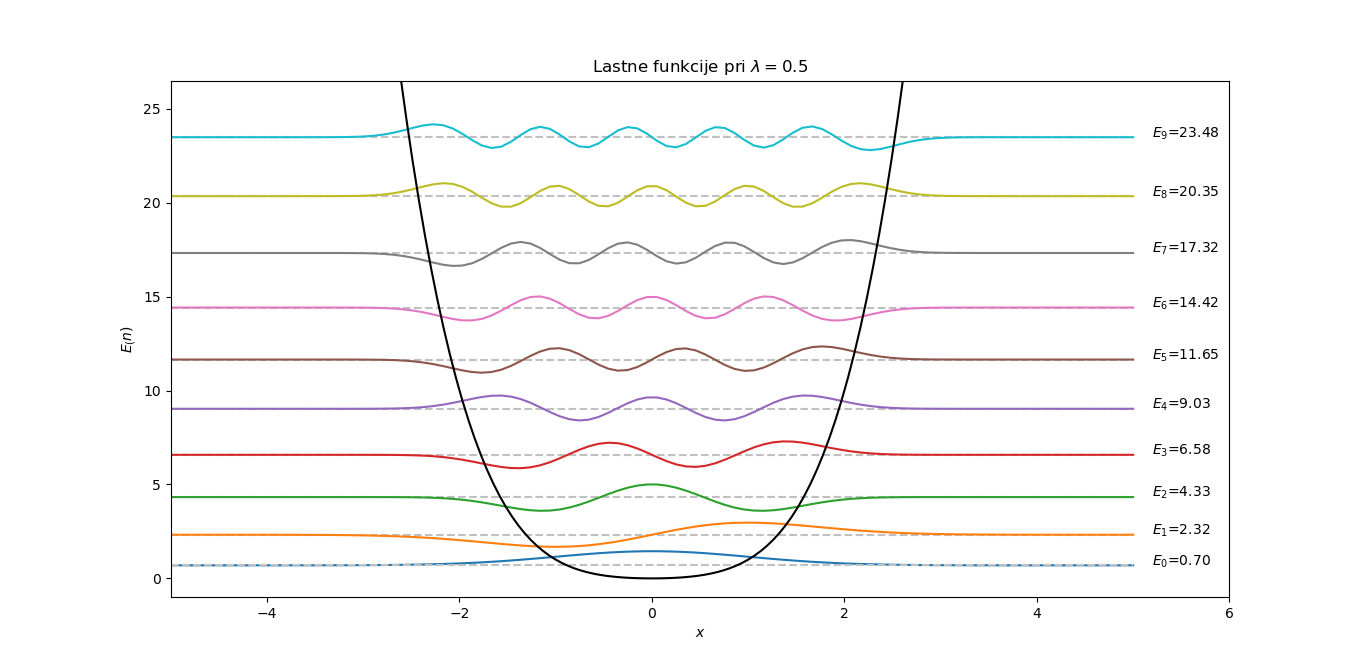 Lastne funkcije pri λ = 0.5
E(n)
25
20
15
10
5
0
E₉=23.48
E₈=20.35
E₇=17.32
E₆=14.42
E₅=11.65
E₄=9.03
E₃=6.58
E₂=4.33
E₁=2.32
E₀=0.70
−4
−2
0
2
4
6
x